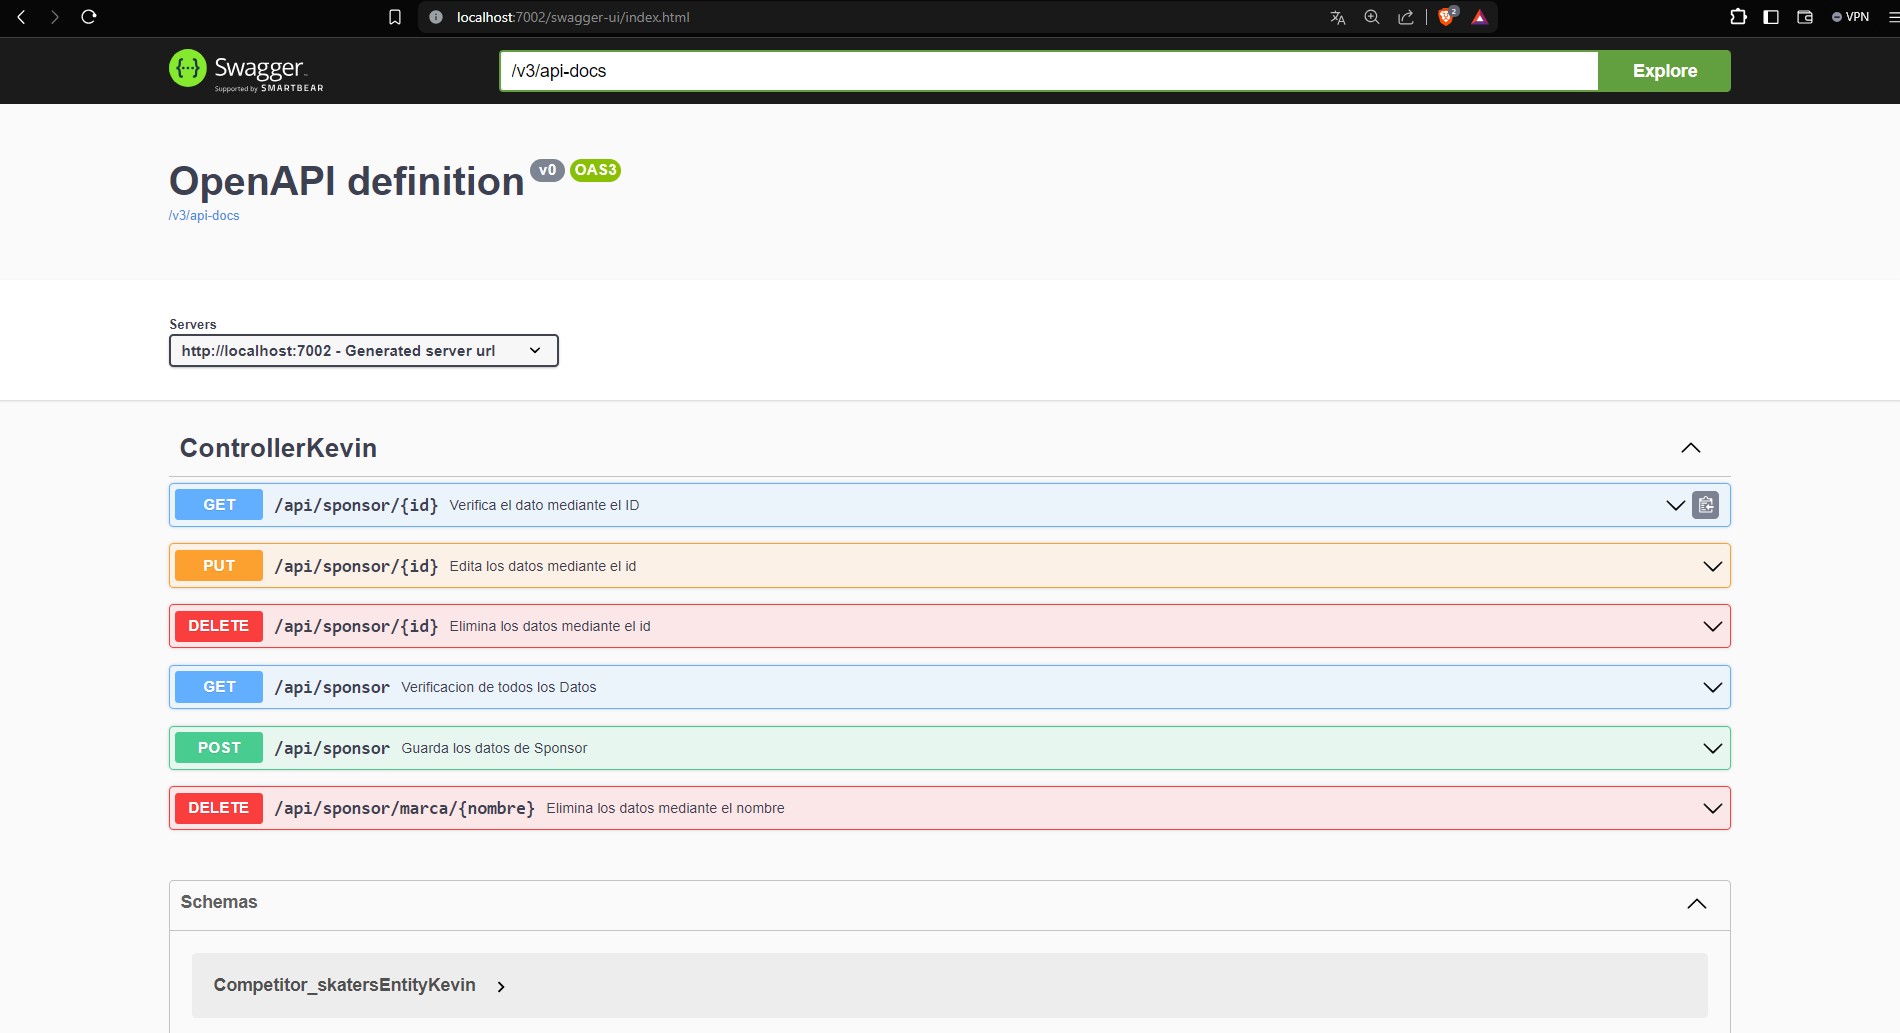 localhost:7002/swagger-ui/index.html
2
VPN
Swagger
Supported by SMARTBEAR
/v3/api-docs
Explore
OpenAPI definition v0 OAS3
/v3/api-docs
Servers
http://localhost:7002 - Generated server url
ControllerKevin
GET /api/sponsor/{id} Verifica el dato mediante el ID
PUT /api/sponsor/{id} Edita los datos mediante el id
DELETE /api/sponsor/{id} Elimina los datos mediante el id
GET /api/sponsor Verificacion de todos los Datos
POST /api/sponsor Guarda los datos de Sponsor
DELETE /api/sponsor/marca/{nombre} Elimina los datos mediante el nombre
Schemas
Competitor_skatersEntityKevin